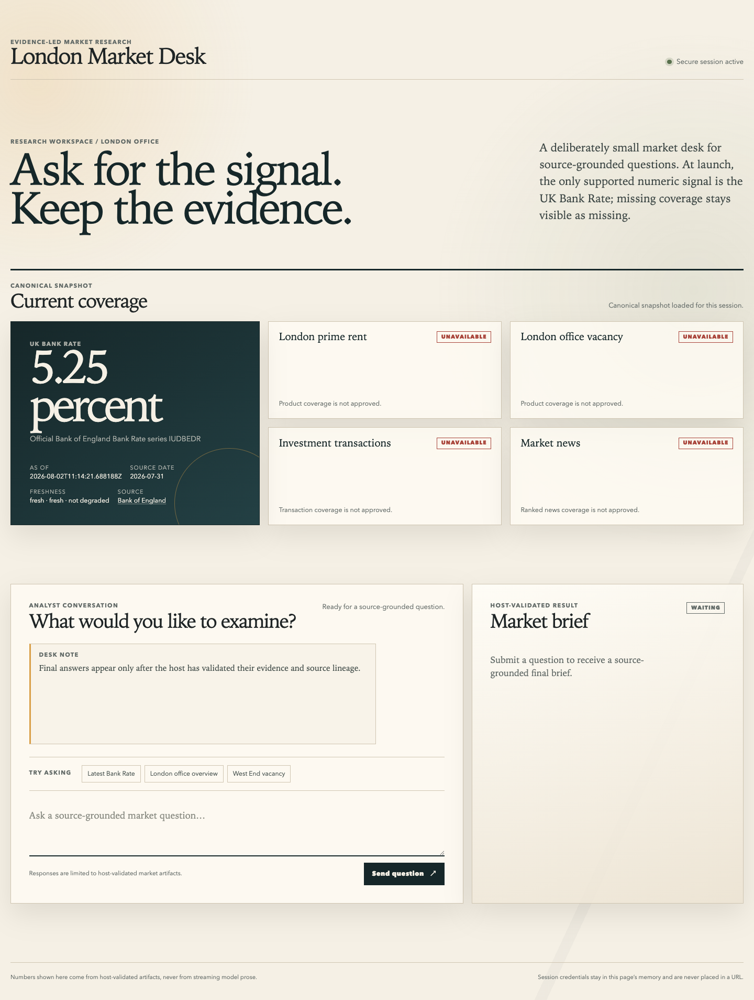 EVIDENCE-LED MARKET RESEARCH
London Market Desk
Secure session active
RESEARCH WORKSPACE / LONDON OFFICE
Ask for the signal.
Keep the evidence.
A deliberately small market desk for
source-grounded questions. At launch,
the only supported numeric signal is the
UK Bank Rate; missing coverage stays
visible as missing.
CANONICAL SNAPSHOT
Current coverage
Canonical snapshot loaded for this session.
UK BANK RATE
5.25
percent
Official Bank of England Bank Rate series IUDBEDR
AS OF
2026-08-02T11:14:21.688188Z
SOURCE DATE
2026-07-31
FRESHNESS
fresh · fresh · not degraded
SOURCE
Bank of England
London prime rent
UNAVAILABLE
Product coverage is not approved.
London office vacancy
UNAVAILABLE
Product coverage is not approved.
Investment transactions
UNAVAILABLE
Transaction coverage is not approved.
Market news
UNAVAILABLE
Ranked news coverage is not approved.
ANALYST CONVERSATION
What would you like to examine?
Ready for a source-grounded question.
DESK NOTE
Final answers appear only after the host has validated their evidence and source lineage.
TRY ASKING
Latest Bank Rate
London office overview
West End vacancy
Ask a source-grounded market question…
Responses are limited to host-validated market artifacts.
Send question ↗
HOST-VALIDATED RESULT
Market brief
WAITING
Submit a question to receive a source-
grounded final brief.
Numbers shown here come from host-validated artifacts, never from streaming model prose.
Session credentials stay in this page’s memory and are never placed in a URL.